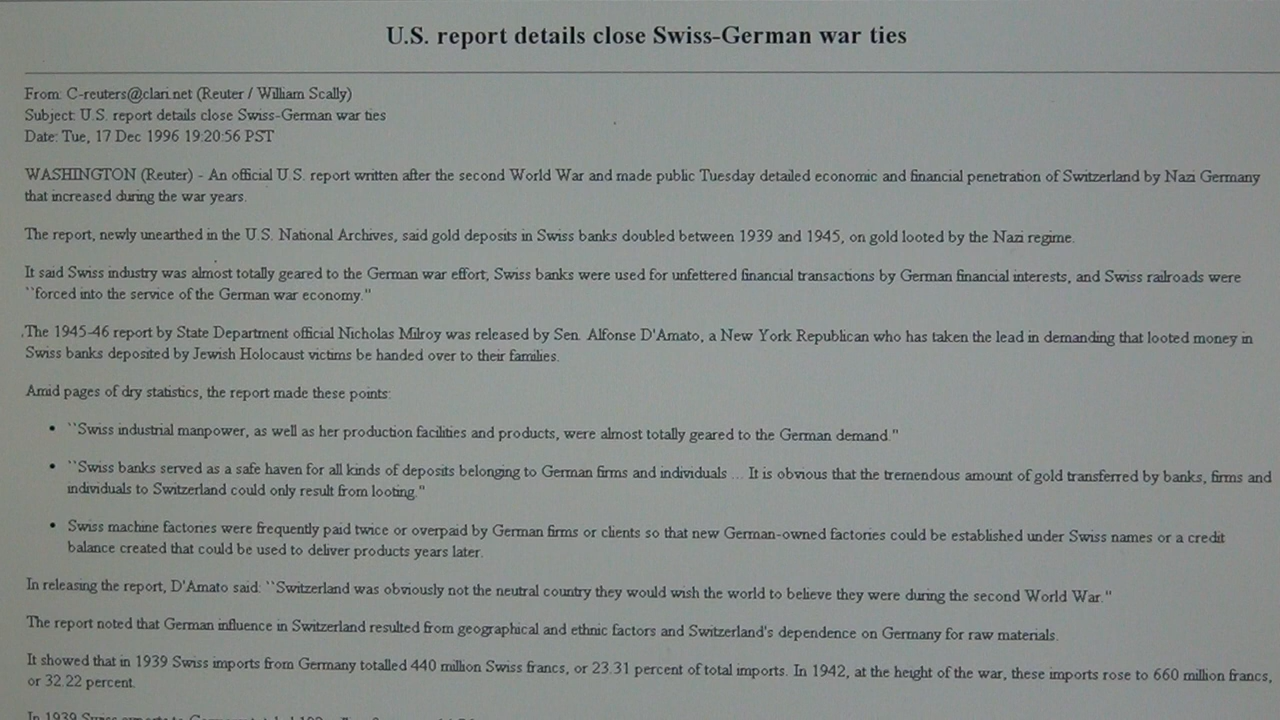 U.S. report details close Swiss-German war ties
From: C-reuters@clari.net (Reuter / William Scally)
Subject: U.S. report details close Swiss-German war ties
Date: Tue, 17 Dec 1996 19:20:56 PST
WASHINGTON (Reuter) - An official U.S. report written after the second World War and made public Tuesday detailed economic and financial penetration of Switzerland by Nazi Germany
that increased during the war years.
The report, newly unearthed in the U.S. National Archives, said gold deposits in Swiss banks doubled between 1939 and 1945, on gold looted by the Nazi regime.
It said Swiss industry was almost totally geared to the German war effort, Swiss banks were used for unfettered financial transactions by German financial interests, and Swiss railroads were
``forced into the service of the German war economy.''
The 1945-46 report by State Department official Nicholas Milroy was released by Sen. Alfonse D'Amato, a New York Republican who has taken the lead in demanding that looted money in
Swiss banks deposited by Jewish Holocaust victims be handed over to their families.
Amid pages of dry statistics, the report made these points:
• ``Swiss industrial manpower, as well as her production facilities and products, were almost totally geared to the German demand.''
• ``Swiss banks served as a safe haven for all kinds of deposits belonging to German firms and individuals ... It is obvious that the tremendous amount of gold transferred by banks, firms and
individuals to Switzerland could only result from looting.''
• Swiss machine factories were frequently paid twice or overpaid by German firms or clients so that new German-owned factories could be established under Swiss names or a credit
balance created that could be used to deliver products years later.
In releasing the report, D'Amato said: ``Switzerland was obviously not the neutral country they would wish the world to believe they were during the second World War.''
The report noted that German influence in Switzerland resulted from geographical and ethnic factors and Switzerland's dependence on Germany for raw materials.
It showed that in 1939 Swiss imports from Germany totalled 440 million Swiss francs, or 23.31 percent of total imports. In 1942, at the height of the war, these imports rose to 660 million francs,
or 32.22 percent.
In 1939 Swiss exports to Germany